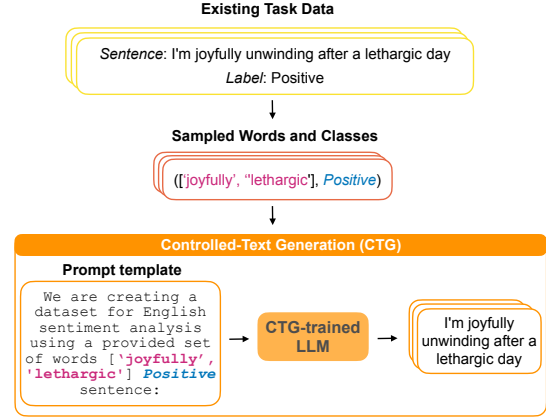 Existing Task Data
Sentence: I'm joyfully unwinding after a lethargic day
Label: Positive
Sampled Words and Classes
(['joyfully', ''lethargic'], Positive)
Controlled-Text Generation (CTG)
Prompt template
We are creating a
dataset for English
sentiment analysis
using a provided set
of words ['joyfully',
'lethargic'] Positive
sentence:
CTG-trained
LLM
I'm joyfully
unwinding after a
lethargic day